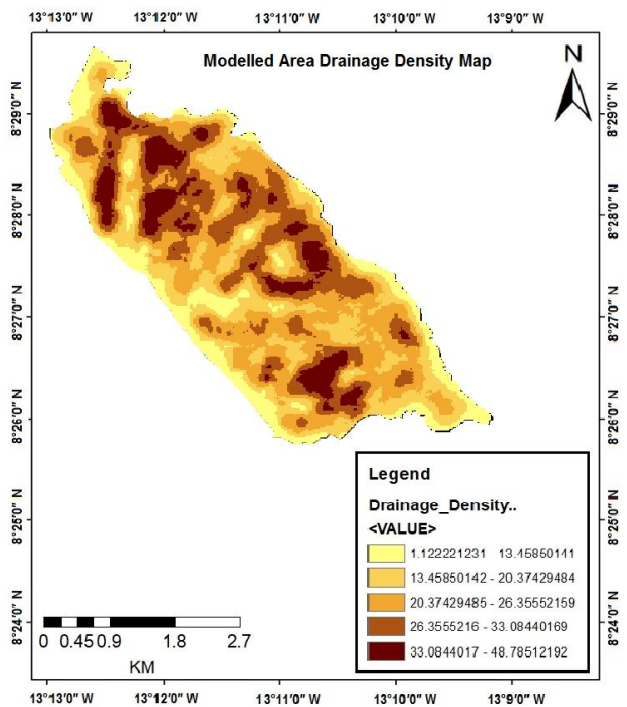 13°13'0" W 13°12'0" W 13°11'0" W 13°10'0" W 13°9'0" W
Modelled Area Drainage Density Map
N
8°29'0" N 8°29'0" N
8°28'0" N 8°28'0" N
8°27'0" N 8°27'0" N
8°26'0" N 8°26'0" N
Legend
Drainage_Density..
<VALUE>
8°25'0" N 8°25'0" N
1.122221231 - 13.45850141
13.45850142 - 20.37429484
20.37429485 - 26.35552159
26.3555216 - 33.08440169
33.0844017 - 48.78512192
8°24'0" N 8°24'0" N
0 0.45 0.9 1.8 2.7
KM
13°13'0" W 13°12'0" W 13°11'0" W 13°10'0" W 13°9'0" W